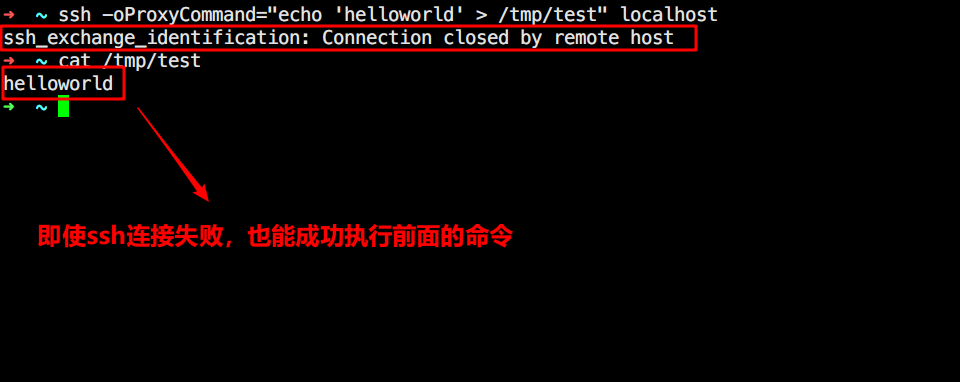 ➜  ~ ssh -oProxyCommand="echo 'helloworld' > /tmp/test" localhost
ssh_exchange_identification: Connection closed by remote host
➜  ~ cat /tmp/test
helloworld
➜  ~
即使ssh连接失败，也能成功执行前面的命令